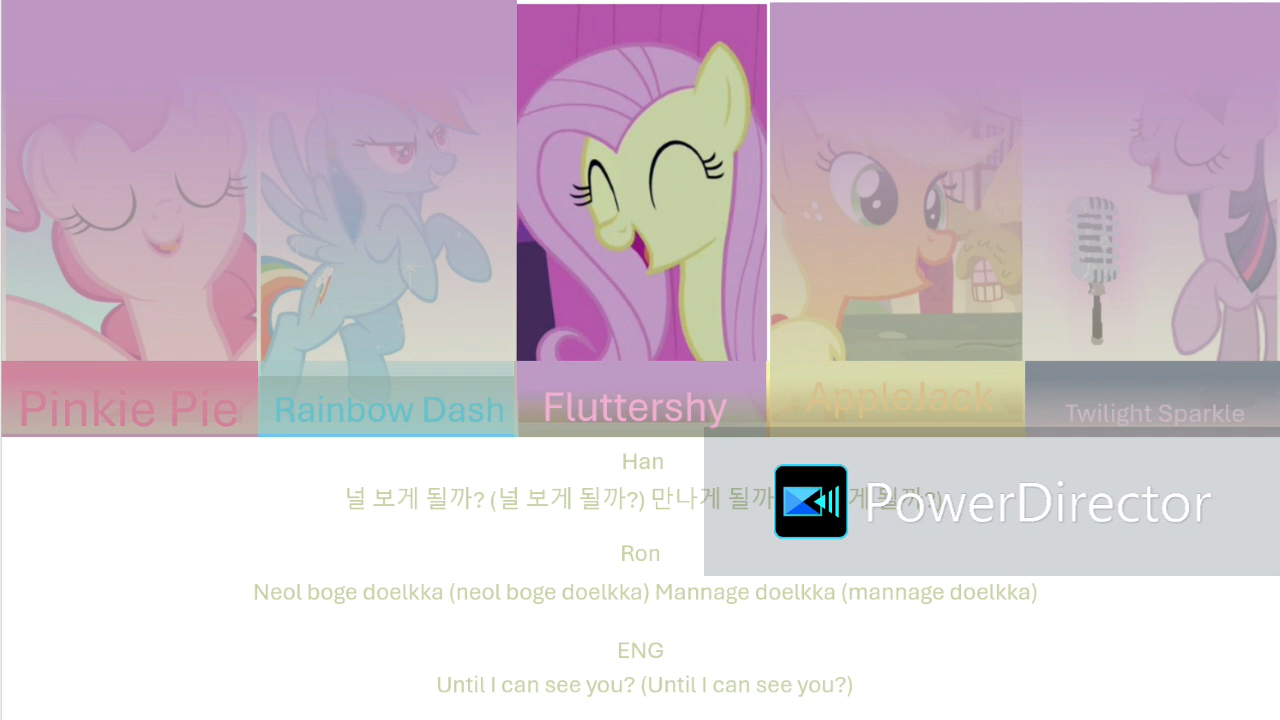 Pinkie Pie
Rainbow Dash
Fluttershy
AppleJack
Twilight Sparkle
Han
널 보게 될까? (널 보게 될까?) 만나게 될까 될까?)
PowerDirector
Ron
Neol boge doelkka (neol boge doelkka) Mannage doelkka (mannage doelkka)
ENG
Until I can see you? (Until I can see you?)